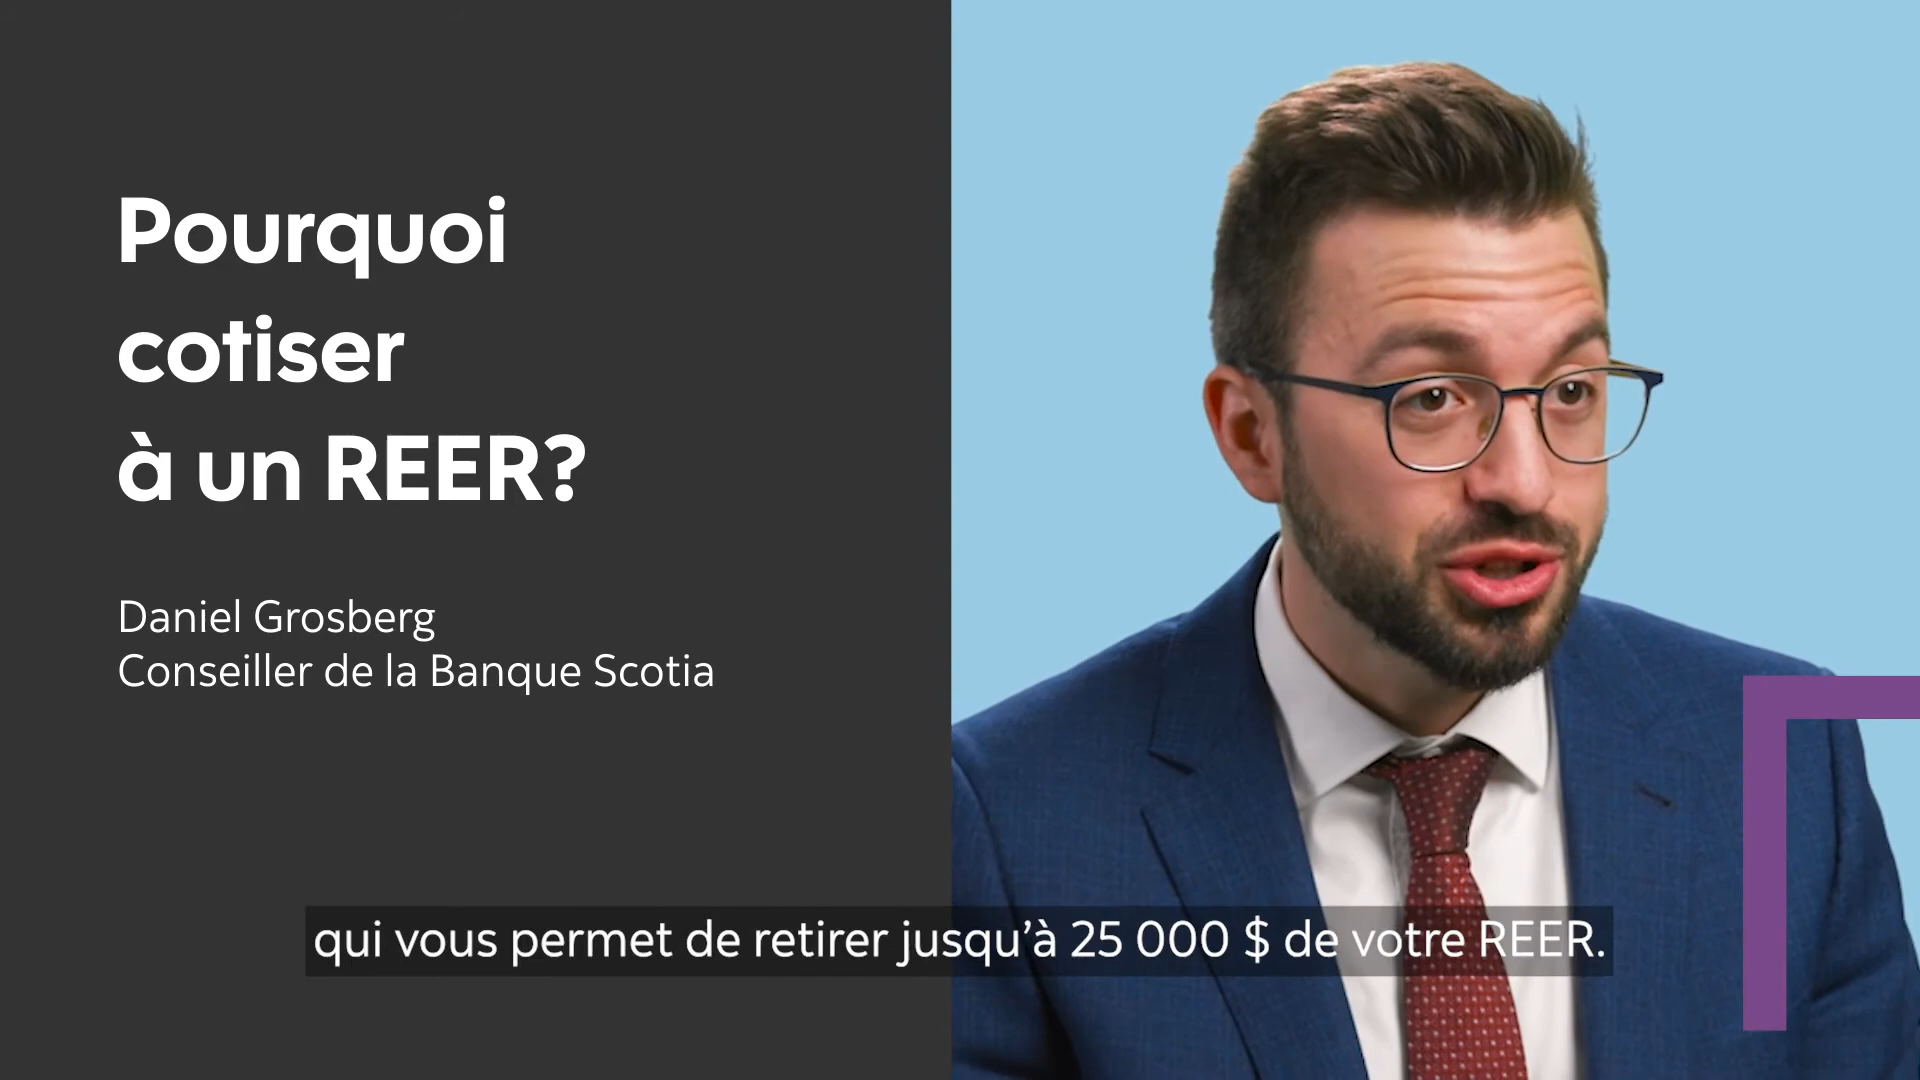 Pourquoi
cotiser
à un REER?
Daniel Grosberg
Conseiller de la Banque Scotia
qui vous permet de retirer jusqu’à 25 000 $ de votre REER.